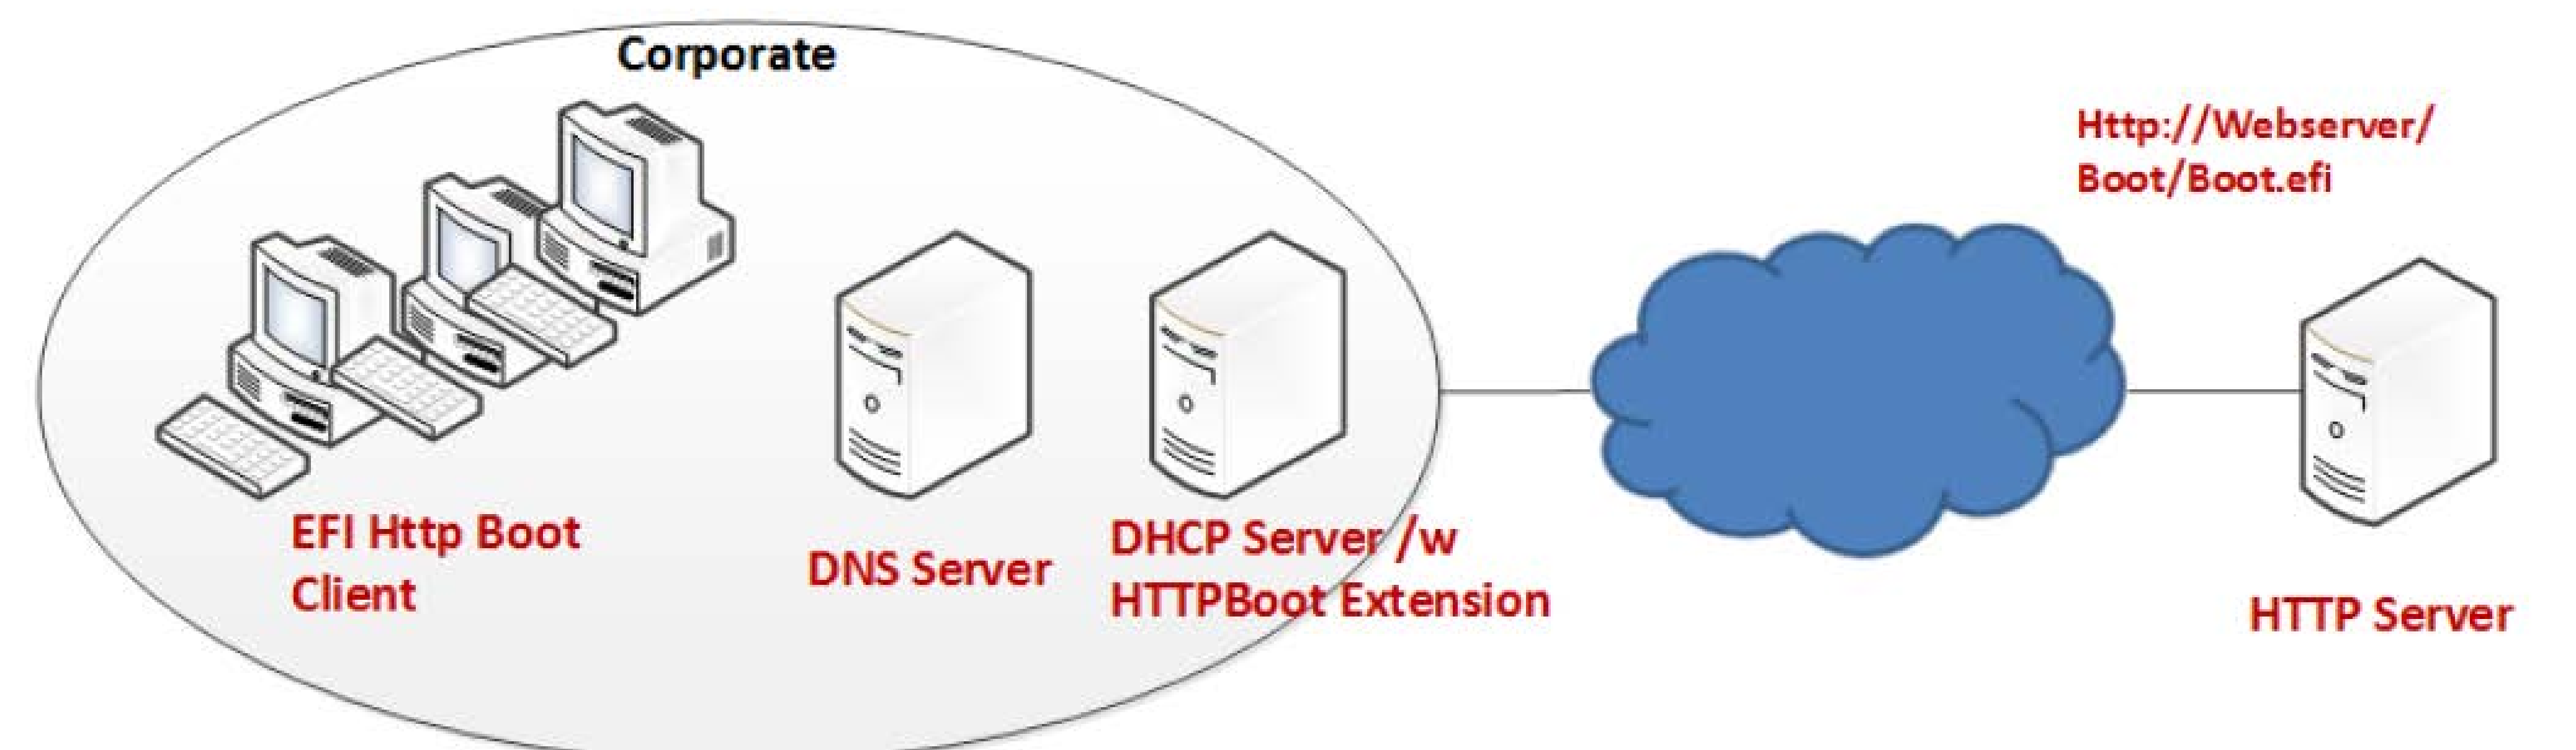 Corporate
Http://Webserver/
Boot/Boot.efi
EFI Http Boot
Client
DNS Server
DHCP Server /w
HTTPBoot Extension
HTTP Server